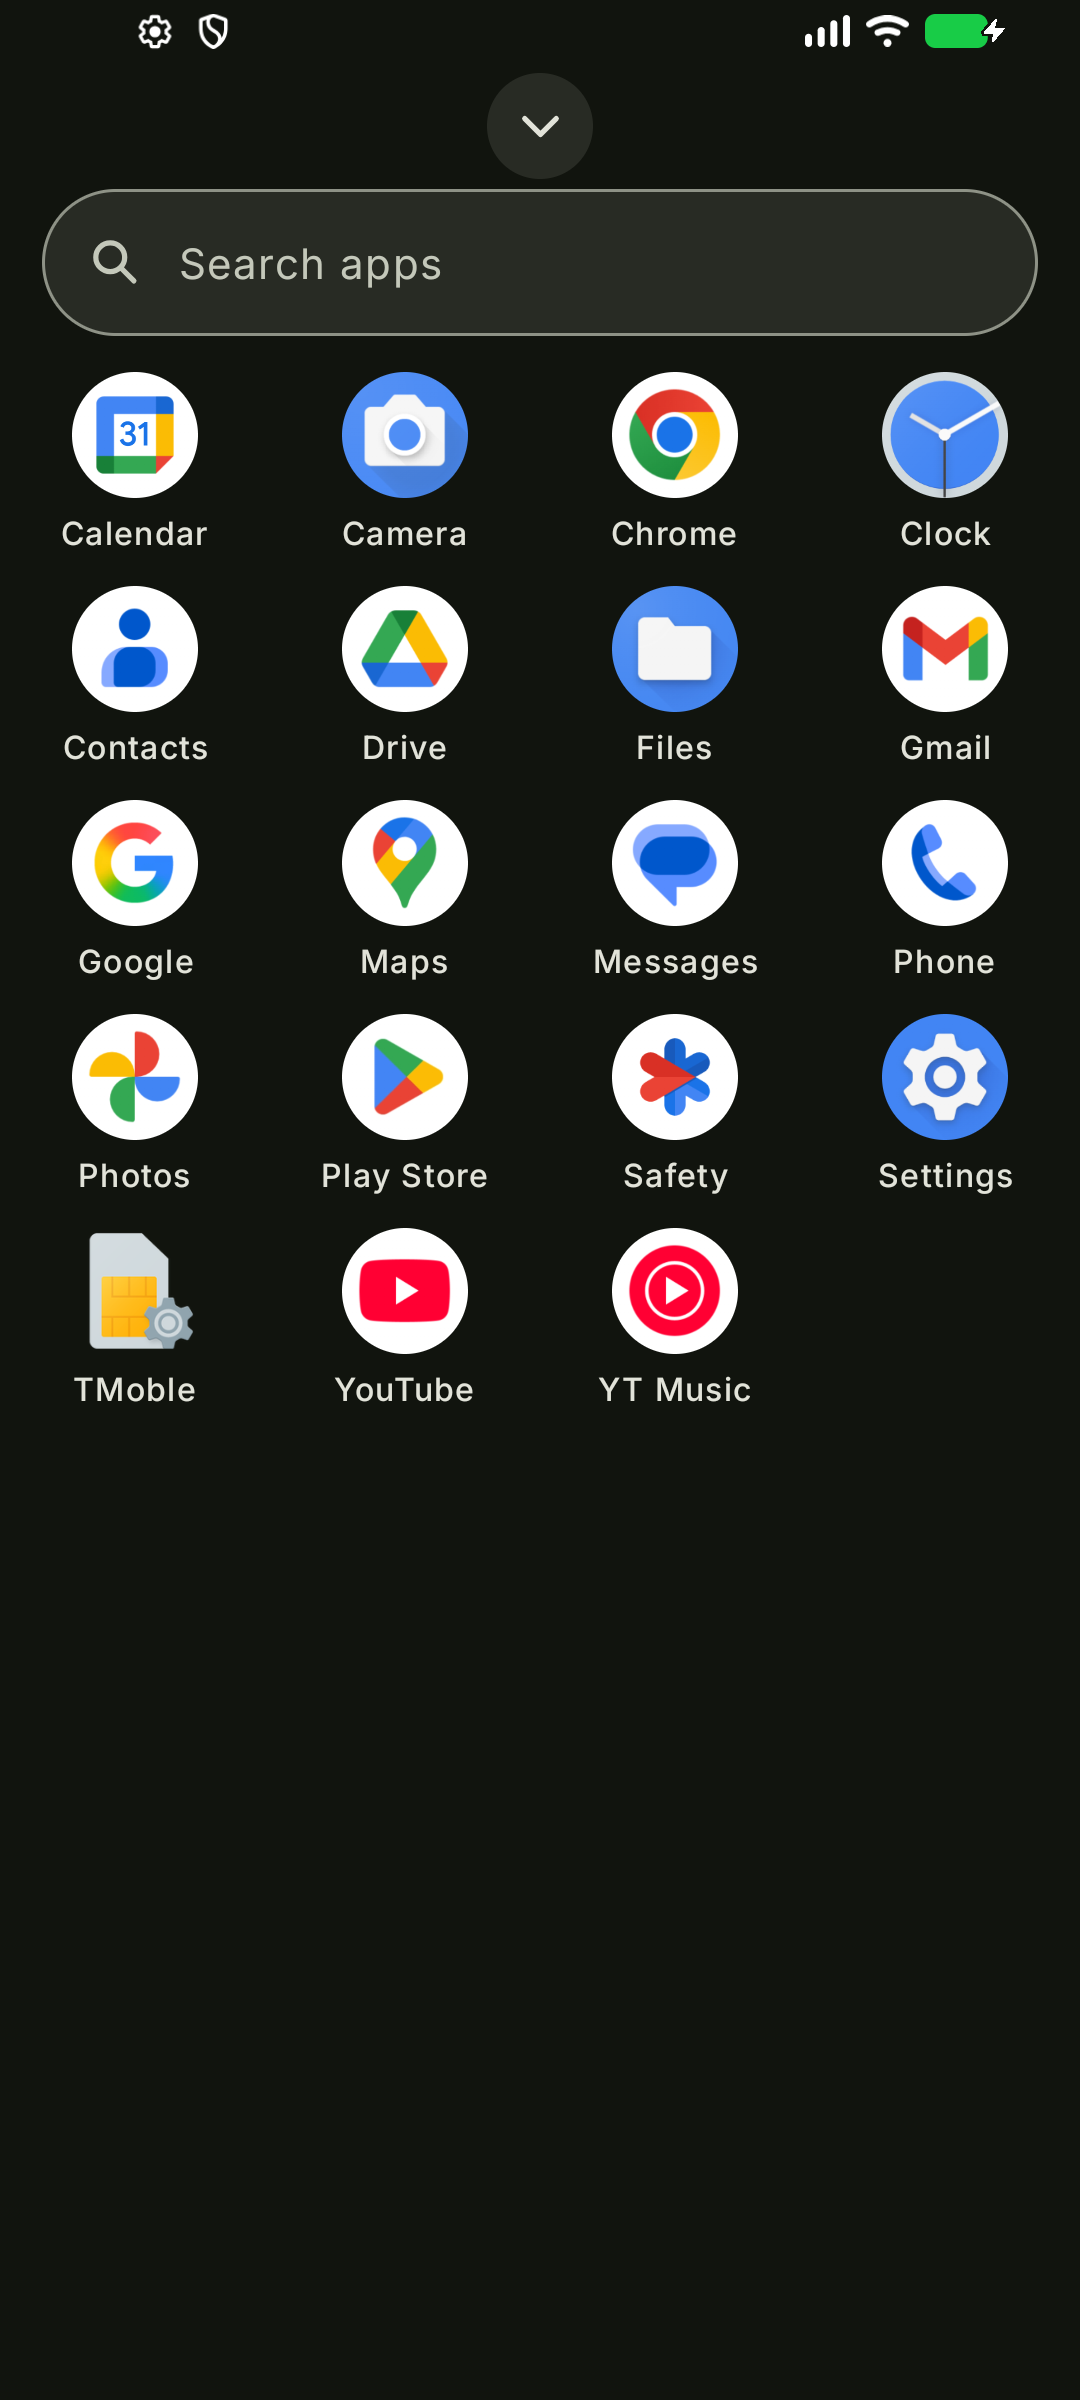 Search apps
31
Calendar
Camera
Chrome
Clock
Contacts
Drive
Files
Gmail
Google
Maps
Messages
Phone
Photos
Play Store
Safety
Settings
TMoble
YouTube
YT Music